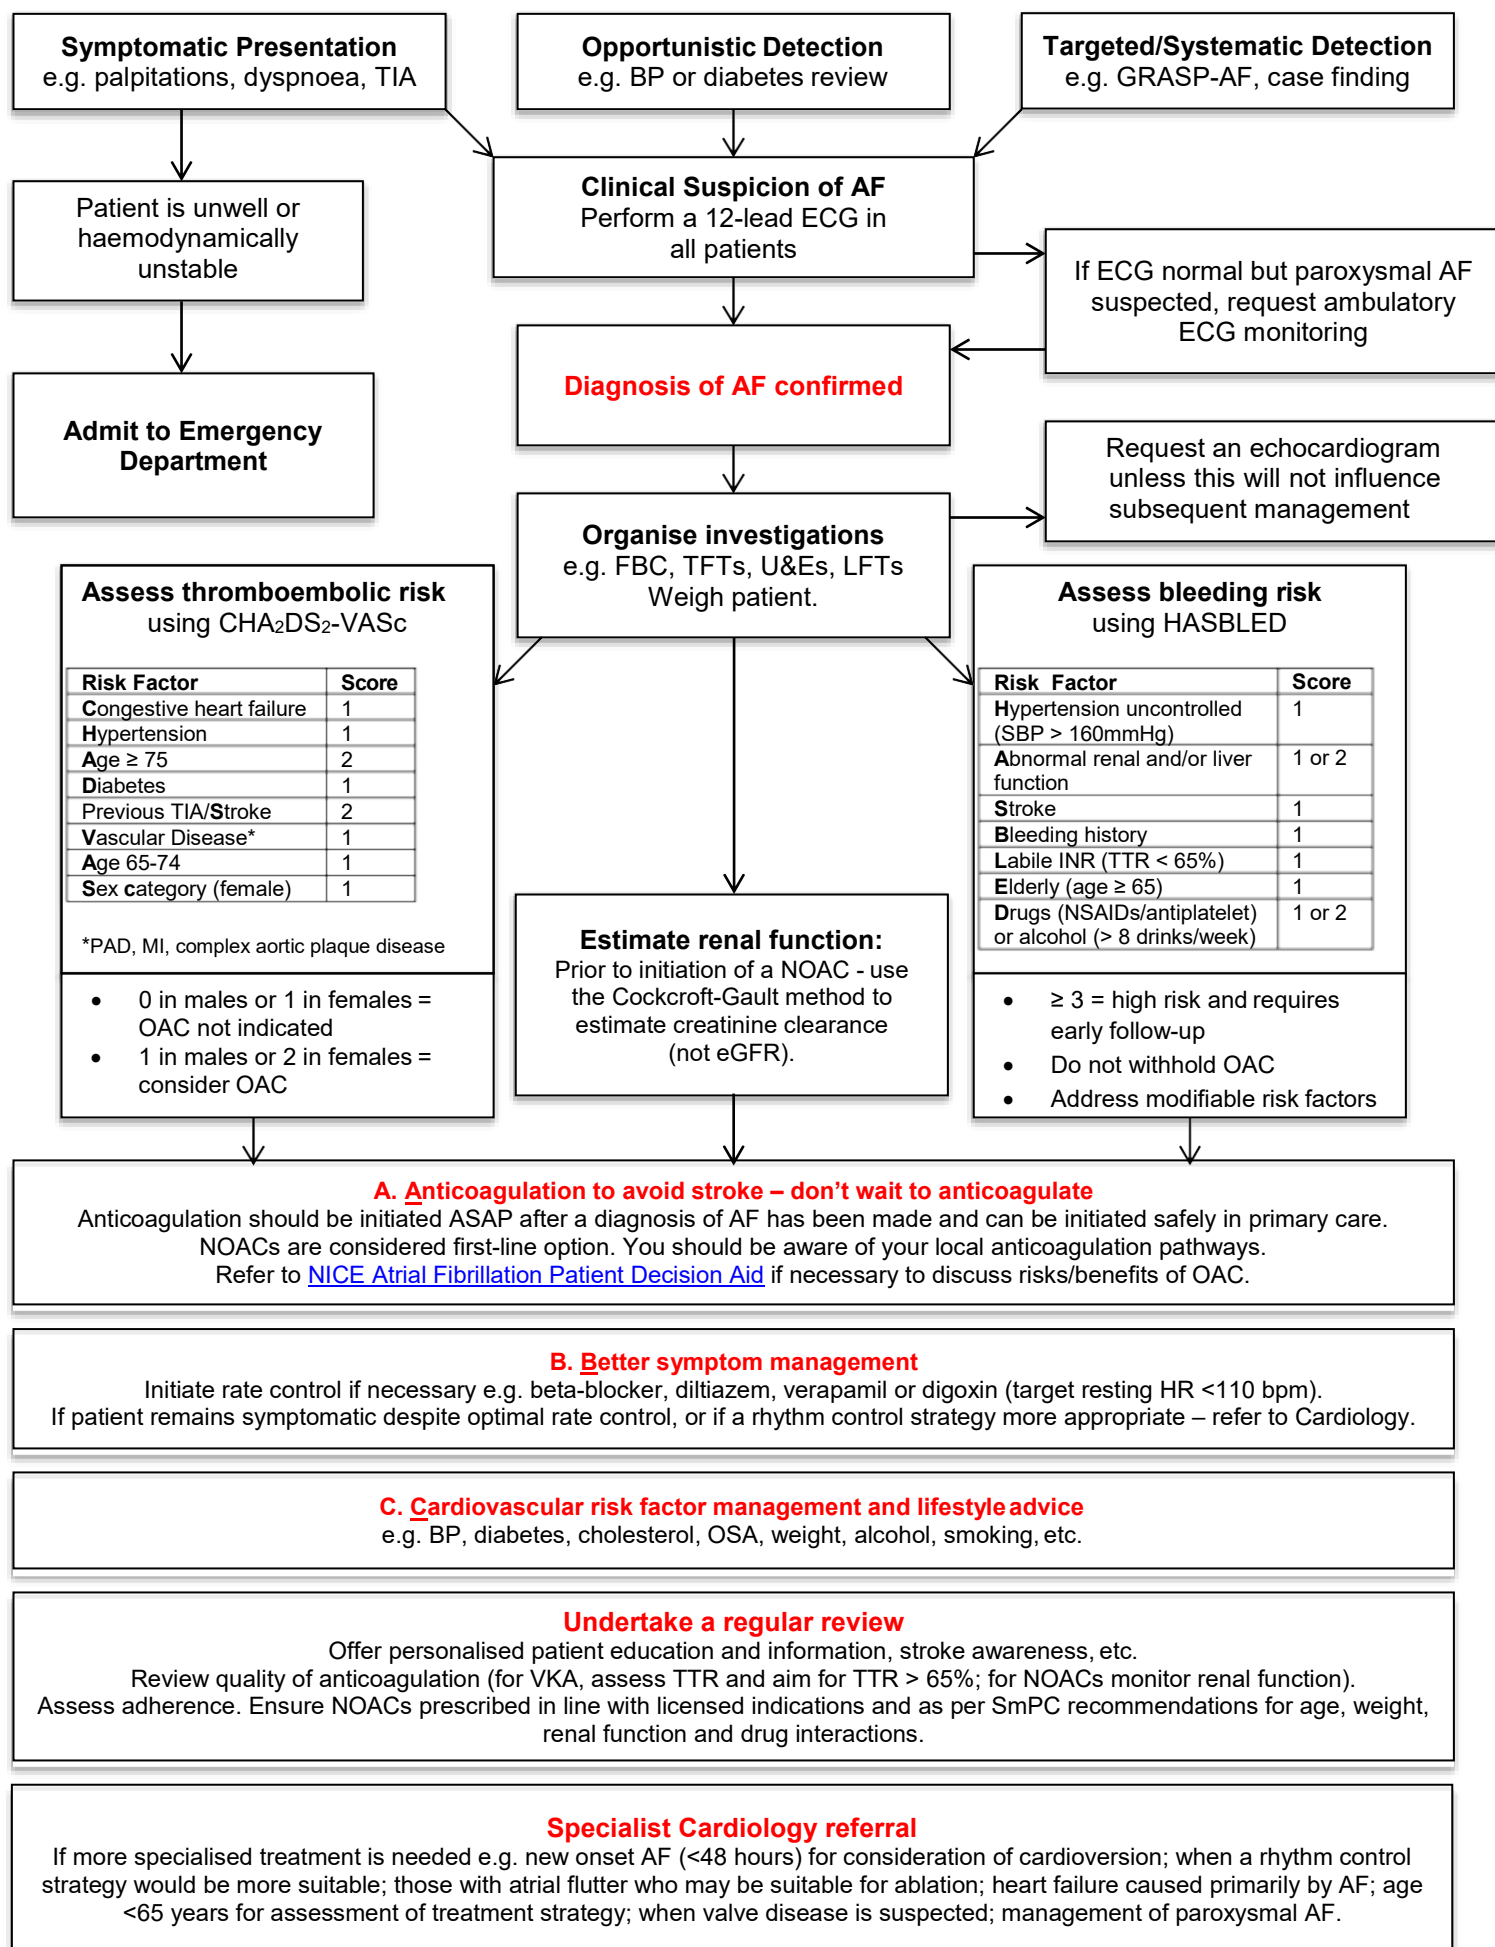 Symptomatic Presentation
e.g. palpitations, dyspnoea, TIA
Opportunistic Detection
e.g. BP or diabetes review
Targeted/Systematic Detection
e.g. GRASP-AF, case finding
Patient is unwell or
haemodynamically
unstable
Clinical Suspicion of AF
Perform a 12-lead ECG in
all patients
If ECG normal but paroxysmal AF
suspected, request ambulatory
ECG monitoring
Diagnosis of AF confirmed
Admit to Emergency
Department
Request an echocardiogram
unless this will not influence
subsequent management
Organise investigations
e.g. FBC, TFTs, U&Es, LFTs
Weigh patient.
Assess thromboembolic risk
using CHA₂DS₂-VASc
Risk Factor Score
Congestive heart failure 1
Hypertension 1
Age ≥ 75 2
Diabetes 1
Previous TIA/Stroke 2
Vascular Disease* 1
Age 65-74 1
Sex category (female) 1
*PAD, MI, complex aortic plaque disease
• 0 in males or 1 in females =
OAC not indicated
• 1 in males or 2 in females =
consider OAC
Estimate renal function:
Prior to initiation of a NOAC - use
the Cockcroft-Gault method to
estimate creatinine clearance
(not eGFR).
Assess bleeding risk
using HASBLED
Risk Factor Score
Hypertension uncontrolled 1
(SBP > 160mmHg)
Abnormal renal and/or liver 1 or 2
function
Stroke 1
Bleeding history 1
Labile INR (TTR < 65%) 1
Elderly (age ≥ 65) 1
Drugs (NSAIDs/antiplatelet) 1 or 2
or alcohol (> 8 drinks/week)
• ≥ 3 = high risk and requires
early follow-up
• Do not withhold OAC
• Address modifiable risk factors
A. Anticoagulation to avoid stroke – don’t wait to anticoagulate
Anticoagulation should be initiated ASAP after a diagnosis of AF has been made and can be initiated safely in primary care.
NOACs are considered first-line option. You should be aware of your local anticoagulation pathways.
Refer to NICE Atrial Fibrillation Patient Decision Aid if necessary to discuss risks/benefits of OAC.
B. Better symptom management
Initiate rate control if necessary e.g. beta-blocker, diltiazem, verapamil or digoxin (target resting HR <110 bpm).
If patient remains symptomatic despite optimal rate control, or if a rhythm control strategy more appropriate – refer to Cardiology.
C. Cardiovascular risk factor management and lifestyle advice
e.g. BP, diabetes, cholesterol, OSA, weight, alcohol, smoking, etc.
Undertake a regular review
Offer personalised patient education and information, stroke awareness, etc.
Review quality of anticoagulation (for VKA, assess TTR and aim for TTR > 65%; for NOACs monitor renal function).
Assess adherence. Ensure NOACs prescribed in line with licensed indications and as per SmPC recommendations for age, weight,
renal function and drug interactions.
Specialist Cardiology referral
If more specialised treatment is needed e.g. new onset AF (<48 hours) for consideration of cardioversion; when a rhythm control
strategy would be more suitable; those with atrial flutter who may be suitable for ablation; heart failure caused primarily by AF; age
<65 years for assessment of treatment strategy; when valve disease is suspected; management of paroxysmal AF.